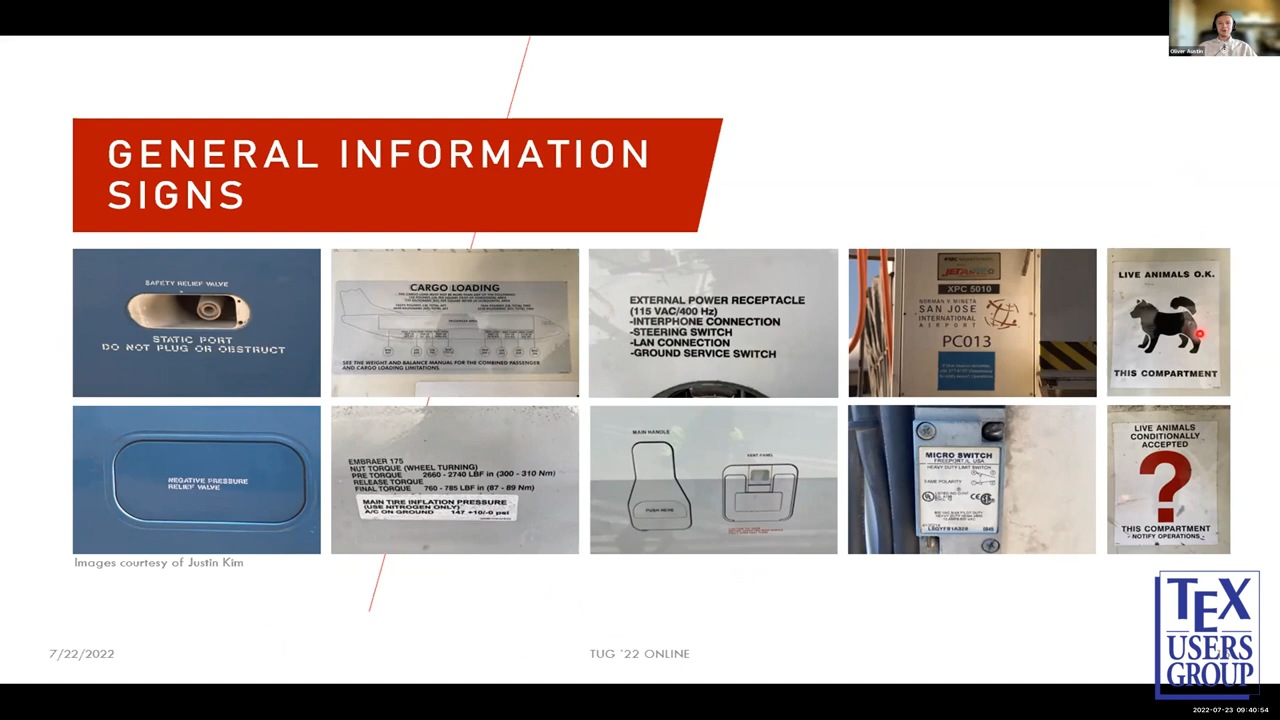 Oliver Austin
GENERAL INFORMATION
SIGNS
SAFETY RELIEF VALVE
STATIC PORT
DO NOT PLUG OR OBSTRUCT
CARGO LOADING
SEE THE WEIGHT AND BALANCE MANUAL FOR THE COMBINED PASSENGER
AND CARGO LOADING LIMITATIONS.
EXTERNAL POWER RECEPTACLE
(115 VAC/400 Hz)
-INTERPHONE CONNECTION
-STEERING SWITCH
-LAN CONNECTION
-GROUND SERVICE SWITCH
XPC 5010
NORMAN Y. MINETA
SAN JOSE
INTERNATIONAL
AIRPORT
PC013
LIVE ANIMALS O.K.
THIS COMPARTMENT
NEGATIVE PRESSURE
RELIEF VALVE
EMBRAER 175
NUT TORQUE (WHEEL TURNING)
PRE TORQUE 2660 - 2740 LBF in (300 - 310 Nm)
RELEASE TORQUE
FINAL TORQUE 760 - 785 LBF in (87 - 89 Nm)
MAIN TIRE INFLATION PRESSURE
(USE NITROGEN ONLY)
A/C ON GROUND 147 +10/-0 psi
MAIN HANDLE
PUSH HERE
VENT PANEL
MICRO SWITCH
FREEPORT, IL USA
HEAVY DUTY LIMIT SWITCH
SAME POLARITY
LIVE ANIMALS
CONDITIONALLY
ACCEPTED
?
THIS COMPARTMENT
- NOTIFY OPERATIONS -
Images courtesy of Justin Kim
7/22/2022
TUG '22 ONLINE
TEX
USERS
GROUP
2022-07-23 09:40:54